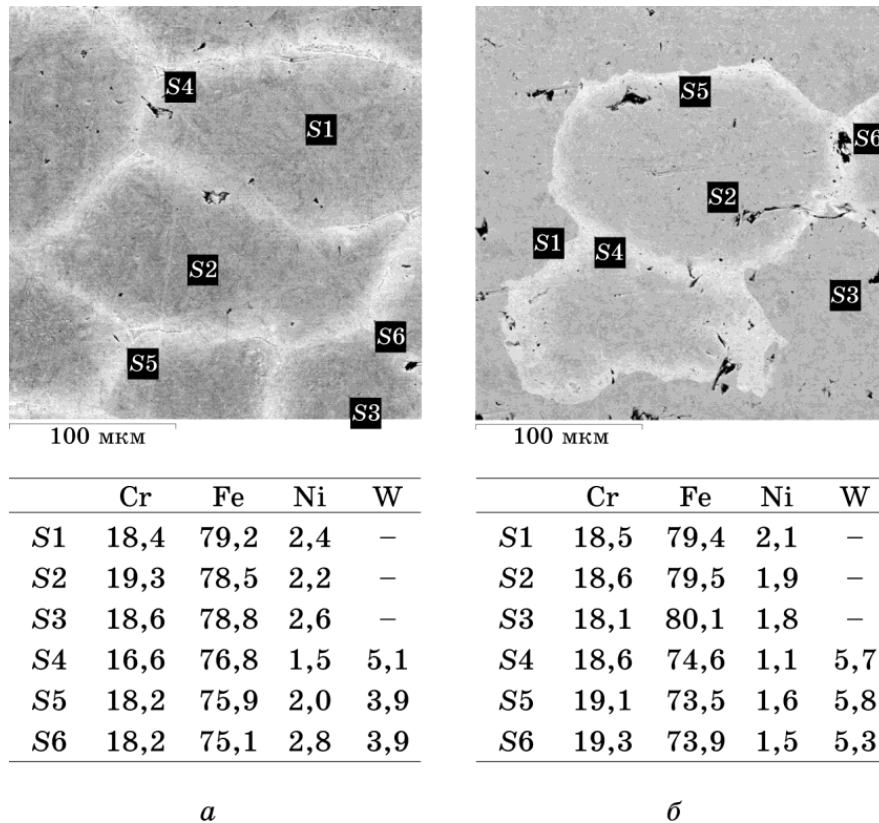 S4
S1
S2
S6
S5
S3
100 мкм
S5
S6
S2
S1
S4
S3
100 мкм
Cr Fe Ni W
S1 18,4 79,2 2,4 –
S2 19,3 78,5 2,2 –
S3 18,6 78,8 2,6 –
S4 16,6 76,8 1,5 5,1
S5 18,2 75,9 2,0 3,9
S6 18,2 75,1 2,8 3,9
а
Cr Fe Ni W
S1 18,5 79,4 2,1 –
S2 18,6 79,5 1,9 –
S3 18,1 80,1 1,8 –
S4 18,6 74,6 1,1 5,7
S5 19,1 73,5 1,6 5,8
S6 19,3 73,9 1,5 5,3
б